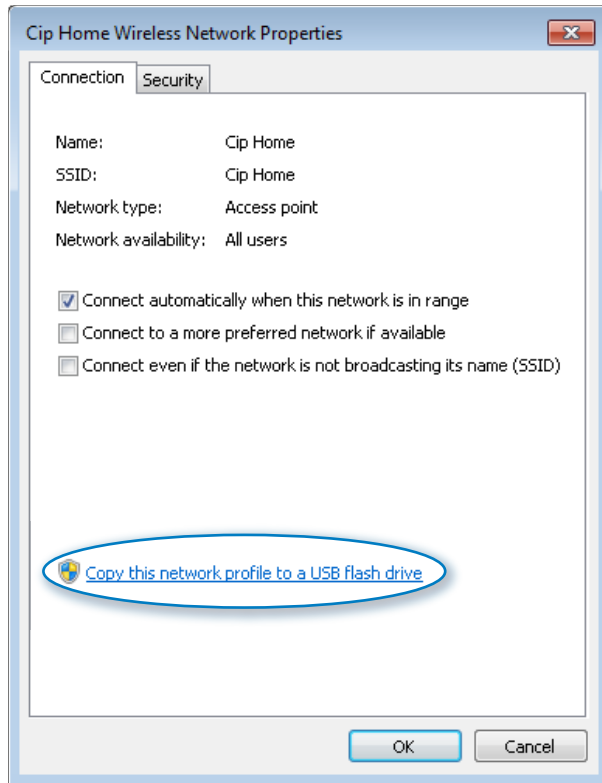 Cip Home Wireless Network Properties
Connection
Security
Name: Cip Home
SSID: Cip Home
Network type: Access point
Network availability: All users
Connect automatically when this network is in range
Connect to a more preferred network if available
Connect even if the network is not broadcasting its name (SSID)
Copy this network profile to a USB flash drive
OK
Cancel